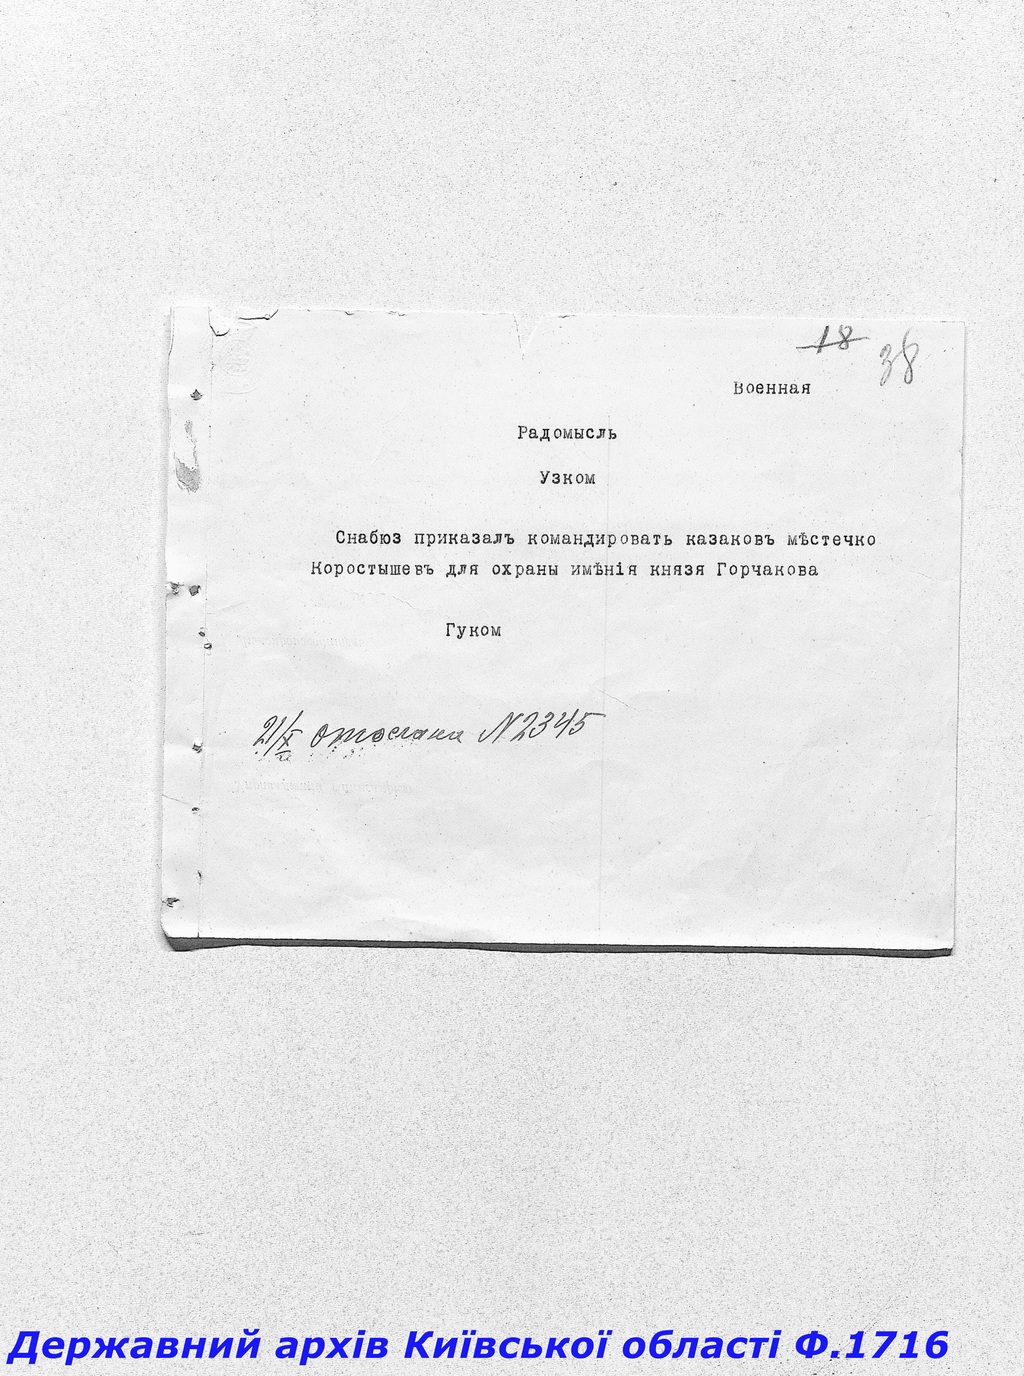 18
38
Военная
Радомысль
Узком
Снабюз приказалъ командировать казаковъ мѣстечко
Коростышевъ для охраны имѣнія князя Горчакова
Гуком
21/X отослана N2345
Державний архів Київської області Ф.1716